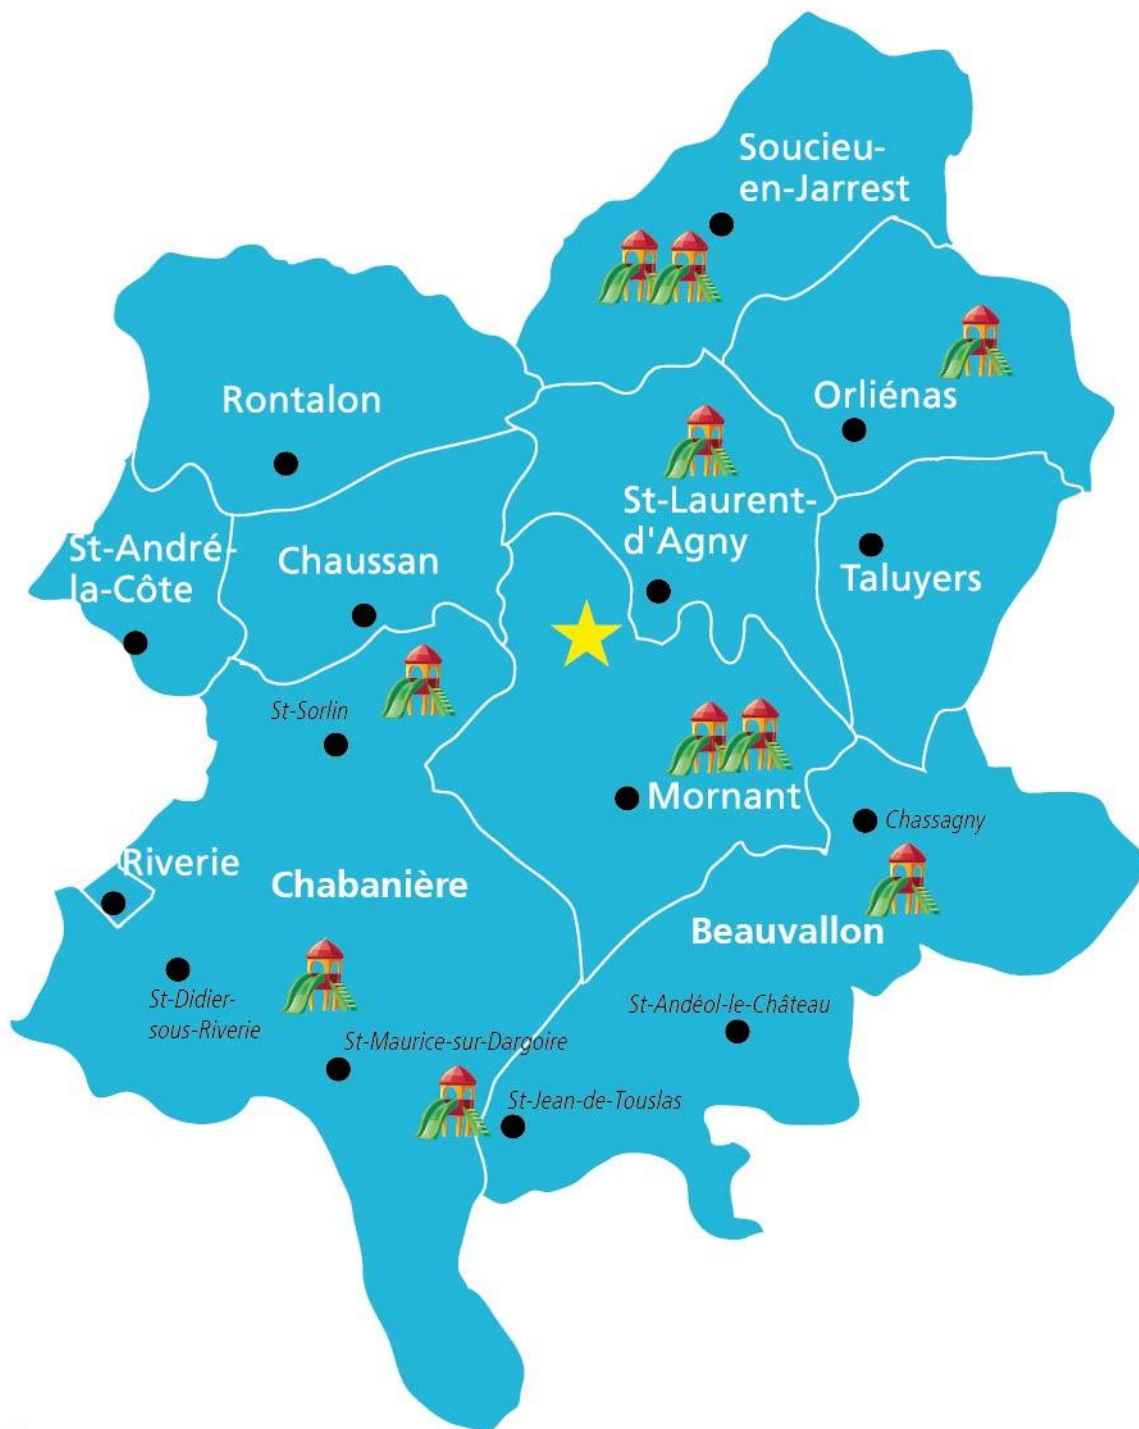 Soucieu-
en-Jarrest
Rontalon
Orliénas
St-Laurent-
d'Agny
St-André-
la-Côte
Chaussan
Taluyers
St-Sorlin
Mornant
Chassagny
Riverie
Chabanière
Beauvallon
St-Didier-
sous-Riverie
St-Andéol-le-Château
St-Maurice-sur-Dargoire
St-Jean-de-Touslas